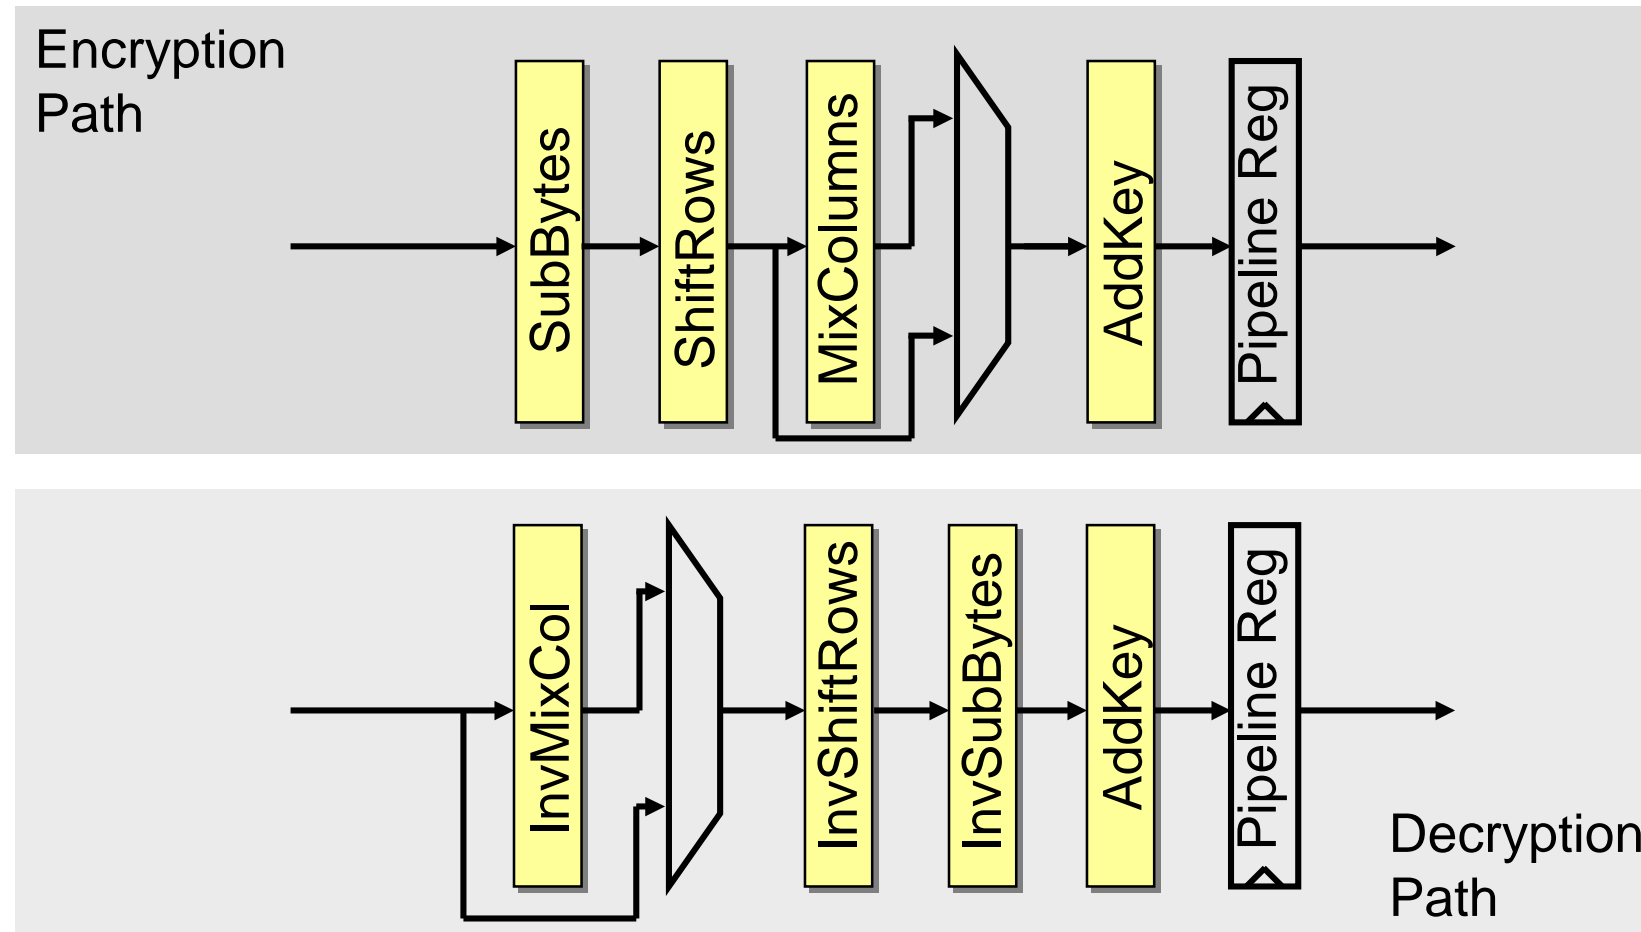 Encryption
Path
SubBytes
ShiftRows
MixColumns
AddKey
Pipeline Reg
InvMixCol
InvShiftRows
InvSubBytes
AddKey
Pipeline Reg
Decryption
Path